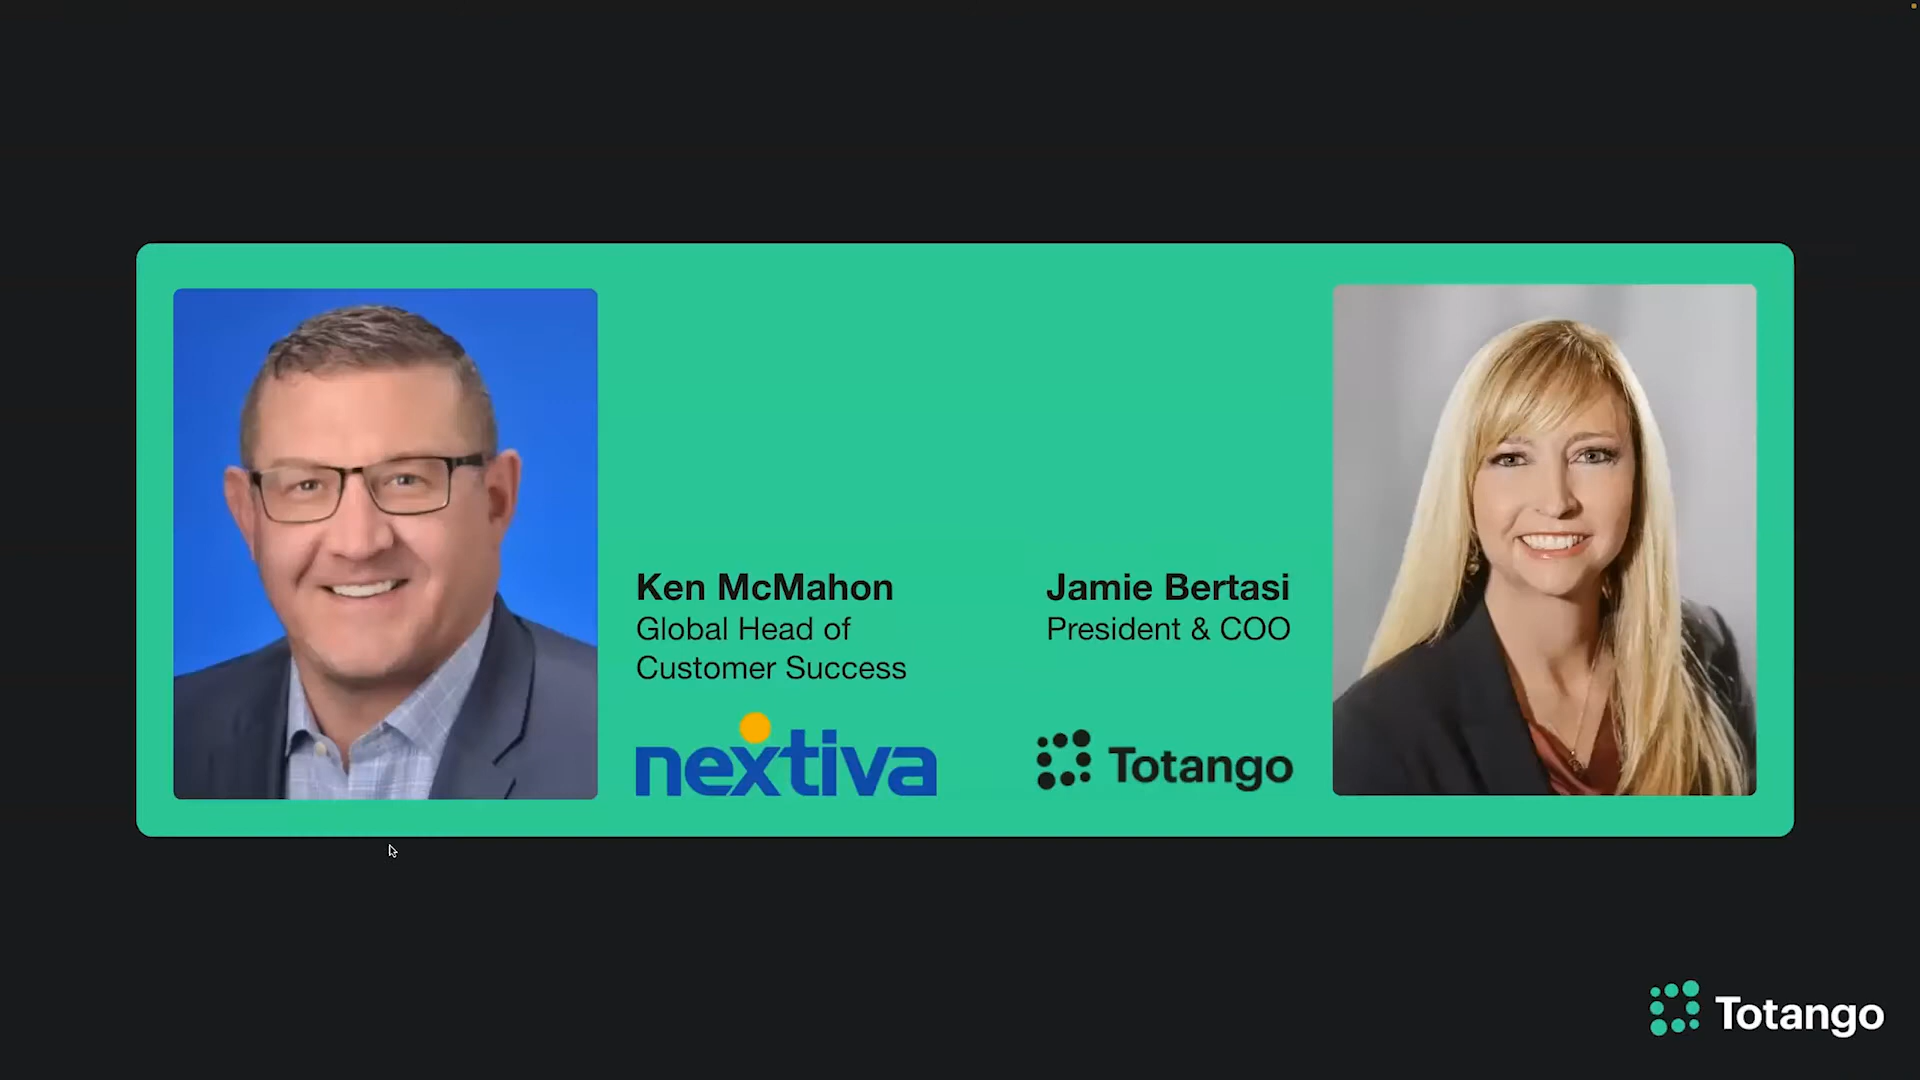 Ken McMahon
Global Head of
Customer Success
nextiva
Jamie Bertasi
President & COO
Totango
Totango